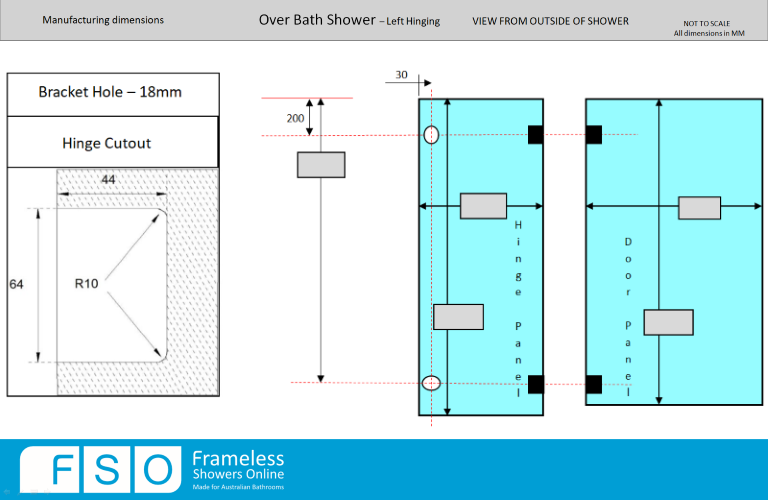 Manufacturing dimensions
Over Bath Shower – Left Hinging
VIEW FROM OUTSIDE OF SHOWER
NOT TO SCALE
All dimensions in MM
Bracket Hole – 18mm
Hinge Cutout
44
64
R10
30
200
Hinge Panel
Door Panel
FSO
Frameless
Showers Online
Made for Australian Bathrooms